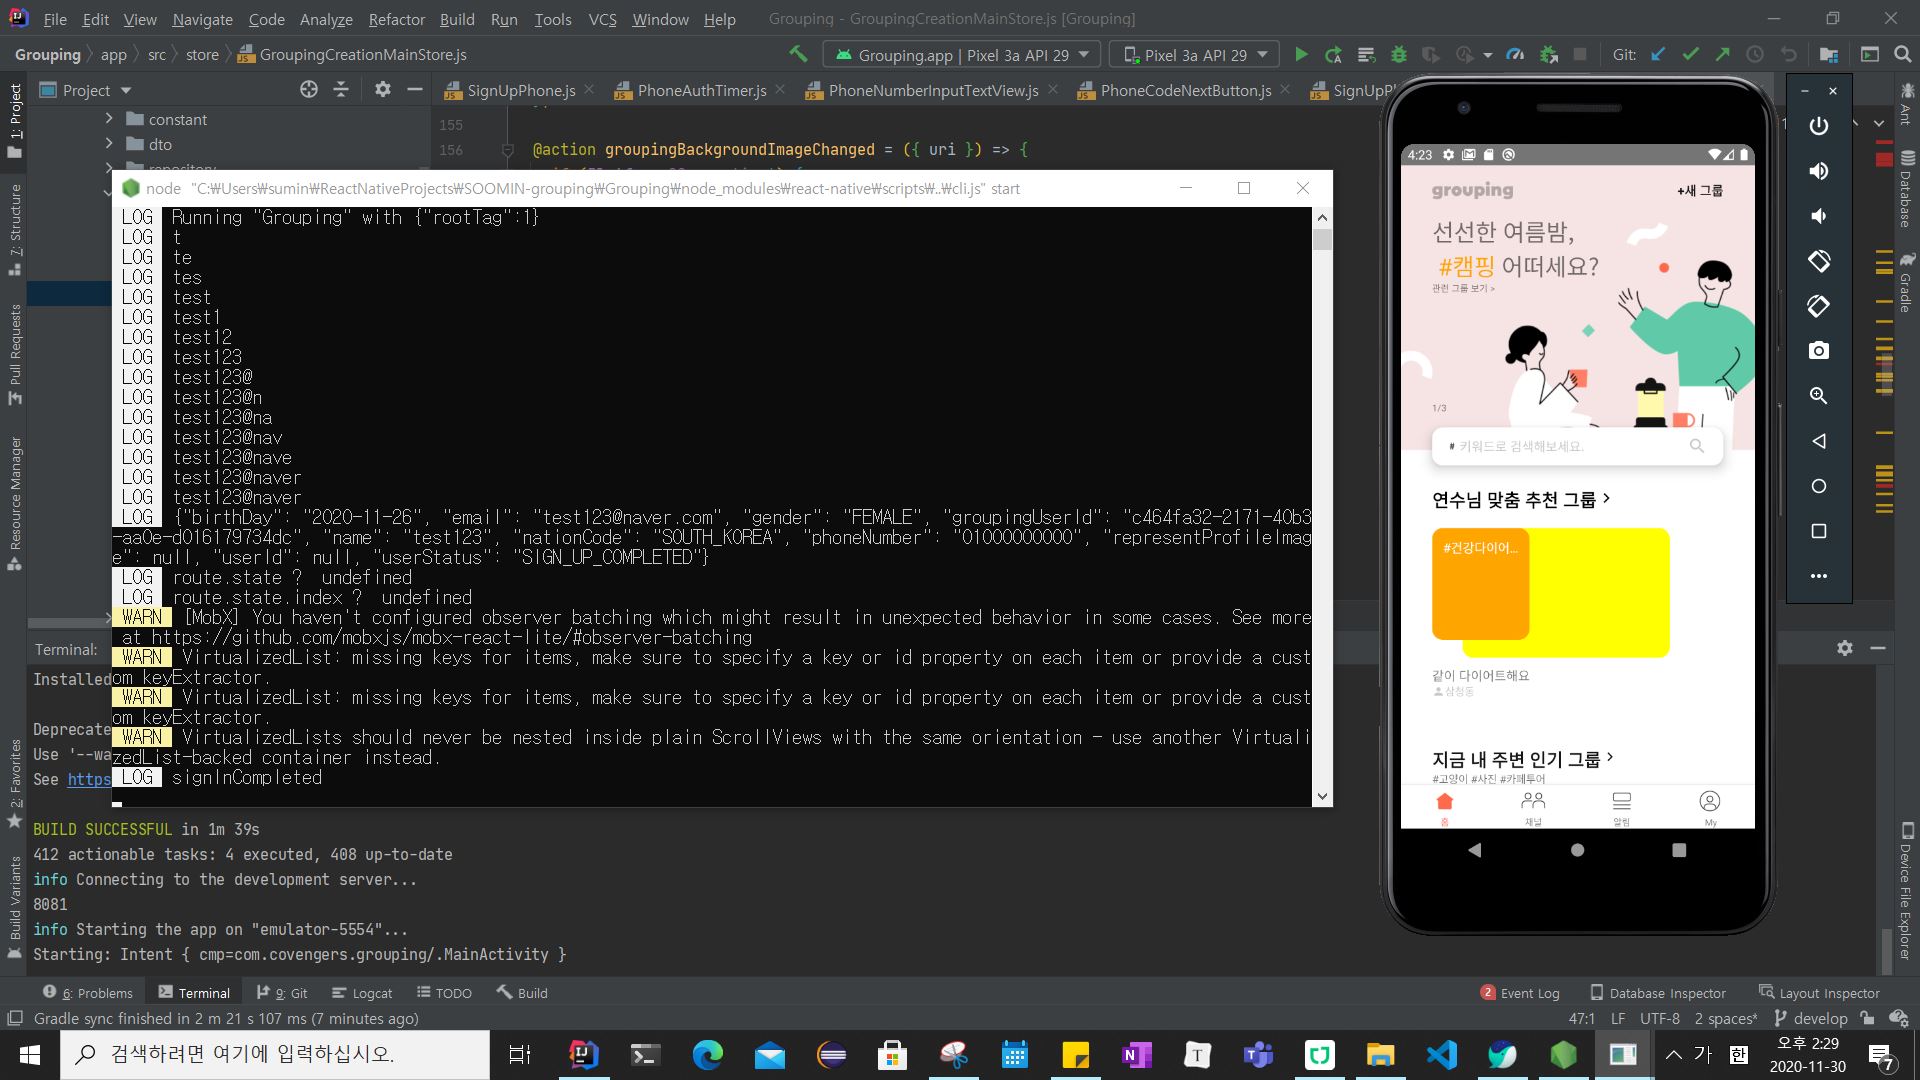 File Edit View Navigate Code Analyze Refactor Build Run Tools VCS Window Help Grouping - GroupingCreationMainStore.js [Grouping]
Grouping app src store GroupingCreationMainStore.js
Grouping.app | Pixel 3a API 29 Pixel 3a API 29 Git:
Project
SignUpPhone.js PhoneAuthTimer.js PhoneNumberInputTextView.js PhoneCodeNextButton.js
constant
dto
155
156 @action groupingBackgroundImageChanged = ({ uri }) => {
node "C:₩Users₩sumin₩ReactNativeProjects₩SOOMIN-grouping₩Grouping₩node_modules₩react-native₩scripts₩..₩cli.js" start
LOG Running "Grouping" with {"rootTag":1}
LOG t
LOG te
LOG tes
LOG test
LOG test1
LOG test12
LOG test123
LOG test123@
LOG test123@n
LOG test123@na
LOG test123@nav
LOG test123@nave
LOG test123@naver
LOG test123@naver
LOG {"birthDay": "2020-11-26", "email": "test123@naver.com", "gender": "FEMALE", "groupingUserId": "c464fa32-2171-40b3
-aa0e-d016179734dc", "name": "test123", "nationCode": "SOUTH_KOREA", "phoneNumber": "01000000000", "representProfileImag
e": null, "userId": null, "userStatus": "SIGN_UP_COMPLETED"}
LOG route.state ? undefined
LOG route.state.index ? undefined
WARN [MobX] You haven't configured observer batching which might result in unexpected behavior in some cases. See more
at https://github.com/mobxjs/mobx-react-lite/#observer-batching
WARN VirtualizedList: missing keys for items, make sure to specify a key or id property on each item or provide a cust
om keyExtractor.
WARN VirtualizedList: missing keys for items, make sure to specify a key or id property on each item or provide a cust
om keyExtractor.
WARN VirtualizedLists should never be nested inside plain ScrollViews with the same orientation - use another Virtuali
zedList-backed container instead.
LOG signInCompleted
4:23
grouping
+새 그룹
선선한 여름밤,
#캠핑 어떠세요?
관련 그룹 보기 >
1/3
# 키워드로 검색해보세요.
연수님 맞춤 추천 그룹 >
#건강다이어...
같이 다이어트해요
삼청동
지금 내 주변 인기 그룹 >
#고양이 #사진 #카페투어
홈 채널 알림 My
1: Project
7: Structure
Pull Requests
Resource Manager
2: Favorites
Build Variants
Ant
Database
Gradle
Device File Explorer
Terminal:
Installed
Deprecate
Use '--wa
See https
BUILD SUCCESSFUL in 1m 39s
412 actionable tasks: 4 executed, 408 up-to-date
info Connecting to the development server...
8081
info Starting the app on "emulator-5554"...
Starting: Intent { cmp=com.covengers.grouping/.MainActivity }
6: Problems Terminal 9: Git Logcat TODO Build 2 Event Log Database Inspector Layout Inspector
Gradle sync finished in 2 m 21 s 107 ms (7 minutes ago) 47:1 LF UTF-8 2 spaces* develop
검색하려면 여기에 입력하십시오.
가 한
오후 2:29
2020-11-30
7